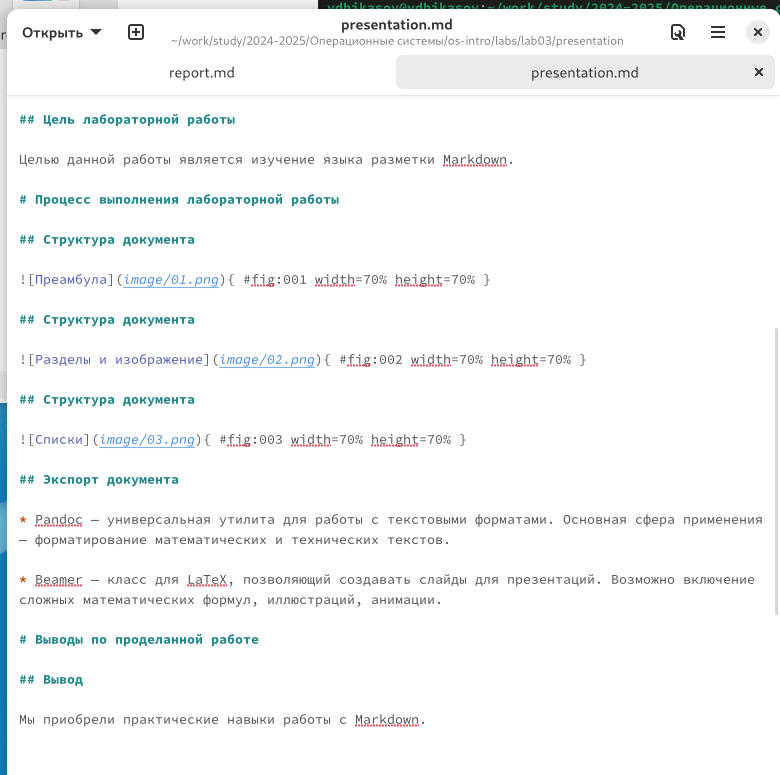 vdbikasov@vdbikasov:~/work/study/2024-2025/Операционные
Открыть
presentation.md
~/work/study/2024-2025/Операционные системы/os-intro/labs/lab03/presentation
report.md
presentation.md
## Цель лабораторной работы
Целью данной работы является изучение языка разметки Markdown.
# Процесс выполнения лабораторной работы
## Структура документа
![Преамбула](image/01.png){ #fig:001 width=70% height=70% }
## Структура документа
![Разделы и изображение](image/02.png){ #fig:002 width=70% height=70% }
## Структура документа
![Списки](image/03.png){ #fig:003 width=70% height=70% }
## Экспорт документа
* Pandoc — универсальная утилита для работы с текстовыми форматами. Основная сфера применения
— форматирование математических и технических текстов.
* Beamer — класс для LaTeX, позволяющий создавать слайды для презентаций. Возможно включение
сложных математических формул, иллюстраций, анимации.
# Выводы по проделанной работе
## Вывод
Мы приобрели практические навыки работы с Markdown.